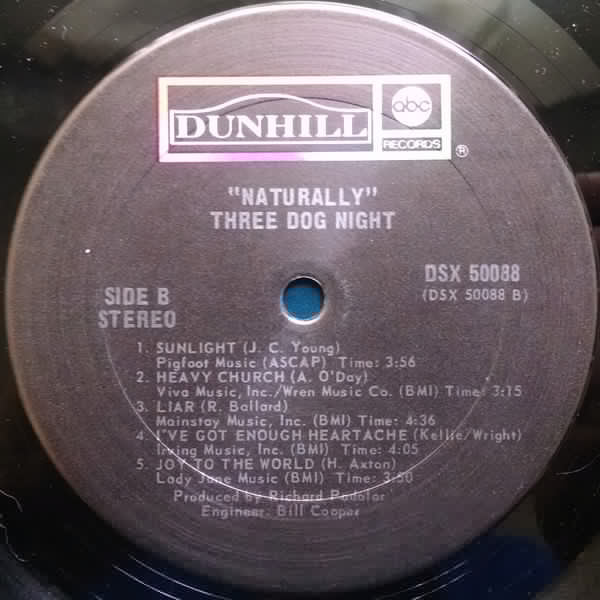 DUNHILL
abc
RECORDS
®
"NATURALLY"
THREE DOG NIGHT
SIDE B
STEREO
DSX 50088
(DSX 50088 B)
1. SUNLIGHT (J. C. Young)
Pigfoot Music (ASCAP) Time: 3:56
2. HEAVY CHURCH (A. O'Day)
Viva Music, Inc./Wren Music Co. (BMI) Time: 3:15
3. LIAR (R. Ballard)
Mainstay Music, Inc. (BMI) Time: 4:36
4. I'VE GOT ENOUGH HEARTACHE (Kellie/Wright)
Irving Music, Inc. (BMI) Time: 4:05
5. JOY TO THE WORLD (H. Axton)
Lady Jane Music (BMI) Time: 3:50
Produced by Richard Podolor
Engineer: Bill Cooper